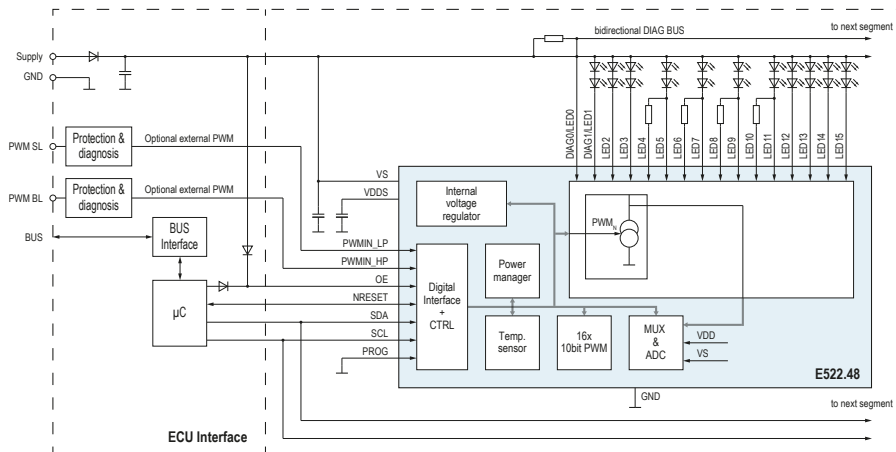 bidirectional DIAG BUS
to next segment
Supply
GND
DIAG0/LED0
DIAG1/LED1
LED2
LED3
LED4
LED5
LED6
LED7
LED8
LED9
LED10
LED11
LED12
LED13
LED14
LED15
PWM SL
Protection &
diagnosis
Optional external PWM
PWM BL
Protection &
diagnosis
Optional external PWM
BUS
BUS
Interface
µC
VS
VDDS
PWMIN_LP
PWMIN_HP
OE
NRESET
SDA
SCL
PROG
Internal
voltage
regulator
Digital
Interface
+
CTRL
Power
manager
Temp.
sensor
16x
10bit PWM
MUX
&
ADC
PWM N
VDD
VS
E522.48
GND
to next segment
ECU Interface